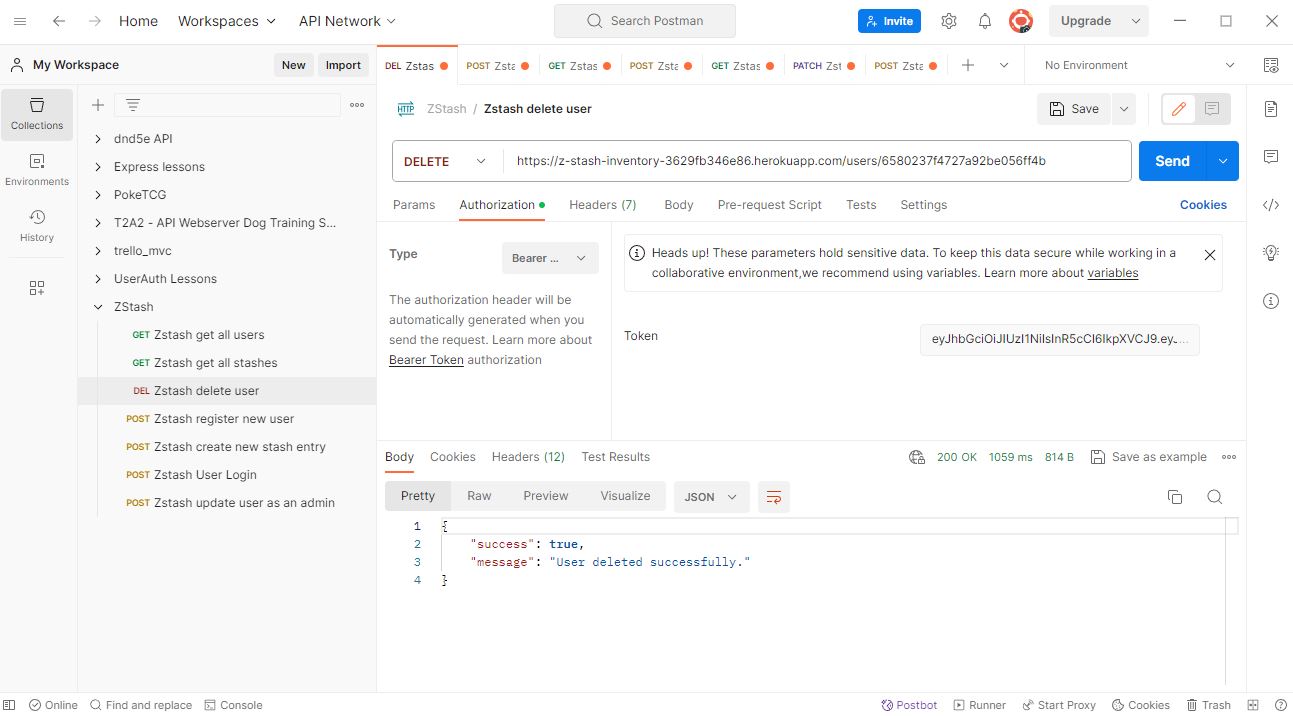 Home Workspaces API Network Search Postman Invite Upgrade
My Workspace New Import DEL Zstas POST Zsta GET Zstas POST Zsta GET Zstas PATCH Zst POST Zsta No Environment
Collections
Environments
History
dnd5e API
Express lessons
PokeTCG
T2A2 - API Webserver Dog Training S...
trello_mvc
UserAuth Lessons
ZStash
GET Zstash get all users
GET Zstash get all stashes
DEL Zstash delete user
POST Zstash register new user
POST Zstash create new stash entry
POST Zstash User Login
POST Zstash update user as an admin
HTTP ZStash / Zstash delete user Save
DELETE https://z-stash-inventory-3629fb346e86.herokuapp.com/users/6580237f4727a92be056ff4b Send
Params Authorization Headers (7) Body Pre-request Script Tests Settings Cookies
Type Bearer ...
The authorization header will be
automatically generated when you
send the request. Learn more about
Bearer Token authorization
Heads up! These parameters hold sensitive data. To keep this data secure while working in a
collaborative environment,we recommend using variables. Learn more about variables
Token
Body Cookies Headers (12) Test Results 200 OK 1059 ms 814 B Save as example
Pretty Raw Preview Visualize JSON
1 {
2 "success": true,
3 "message": "User deleted successfully."
4 }
Online Find and replace Console Postbot Runner Start Proxy Cookies Trash